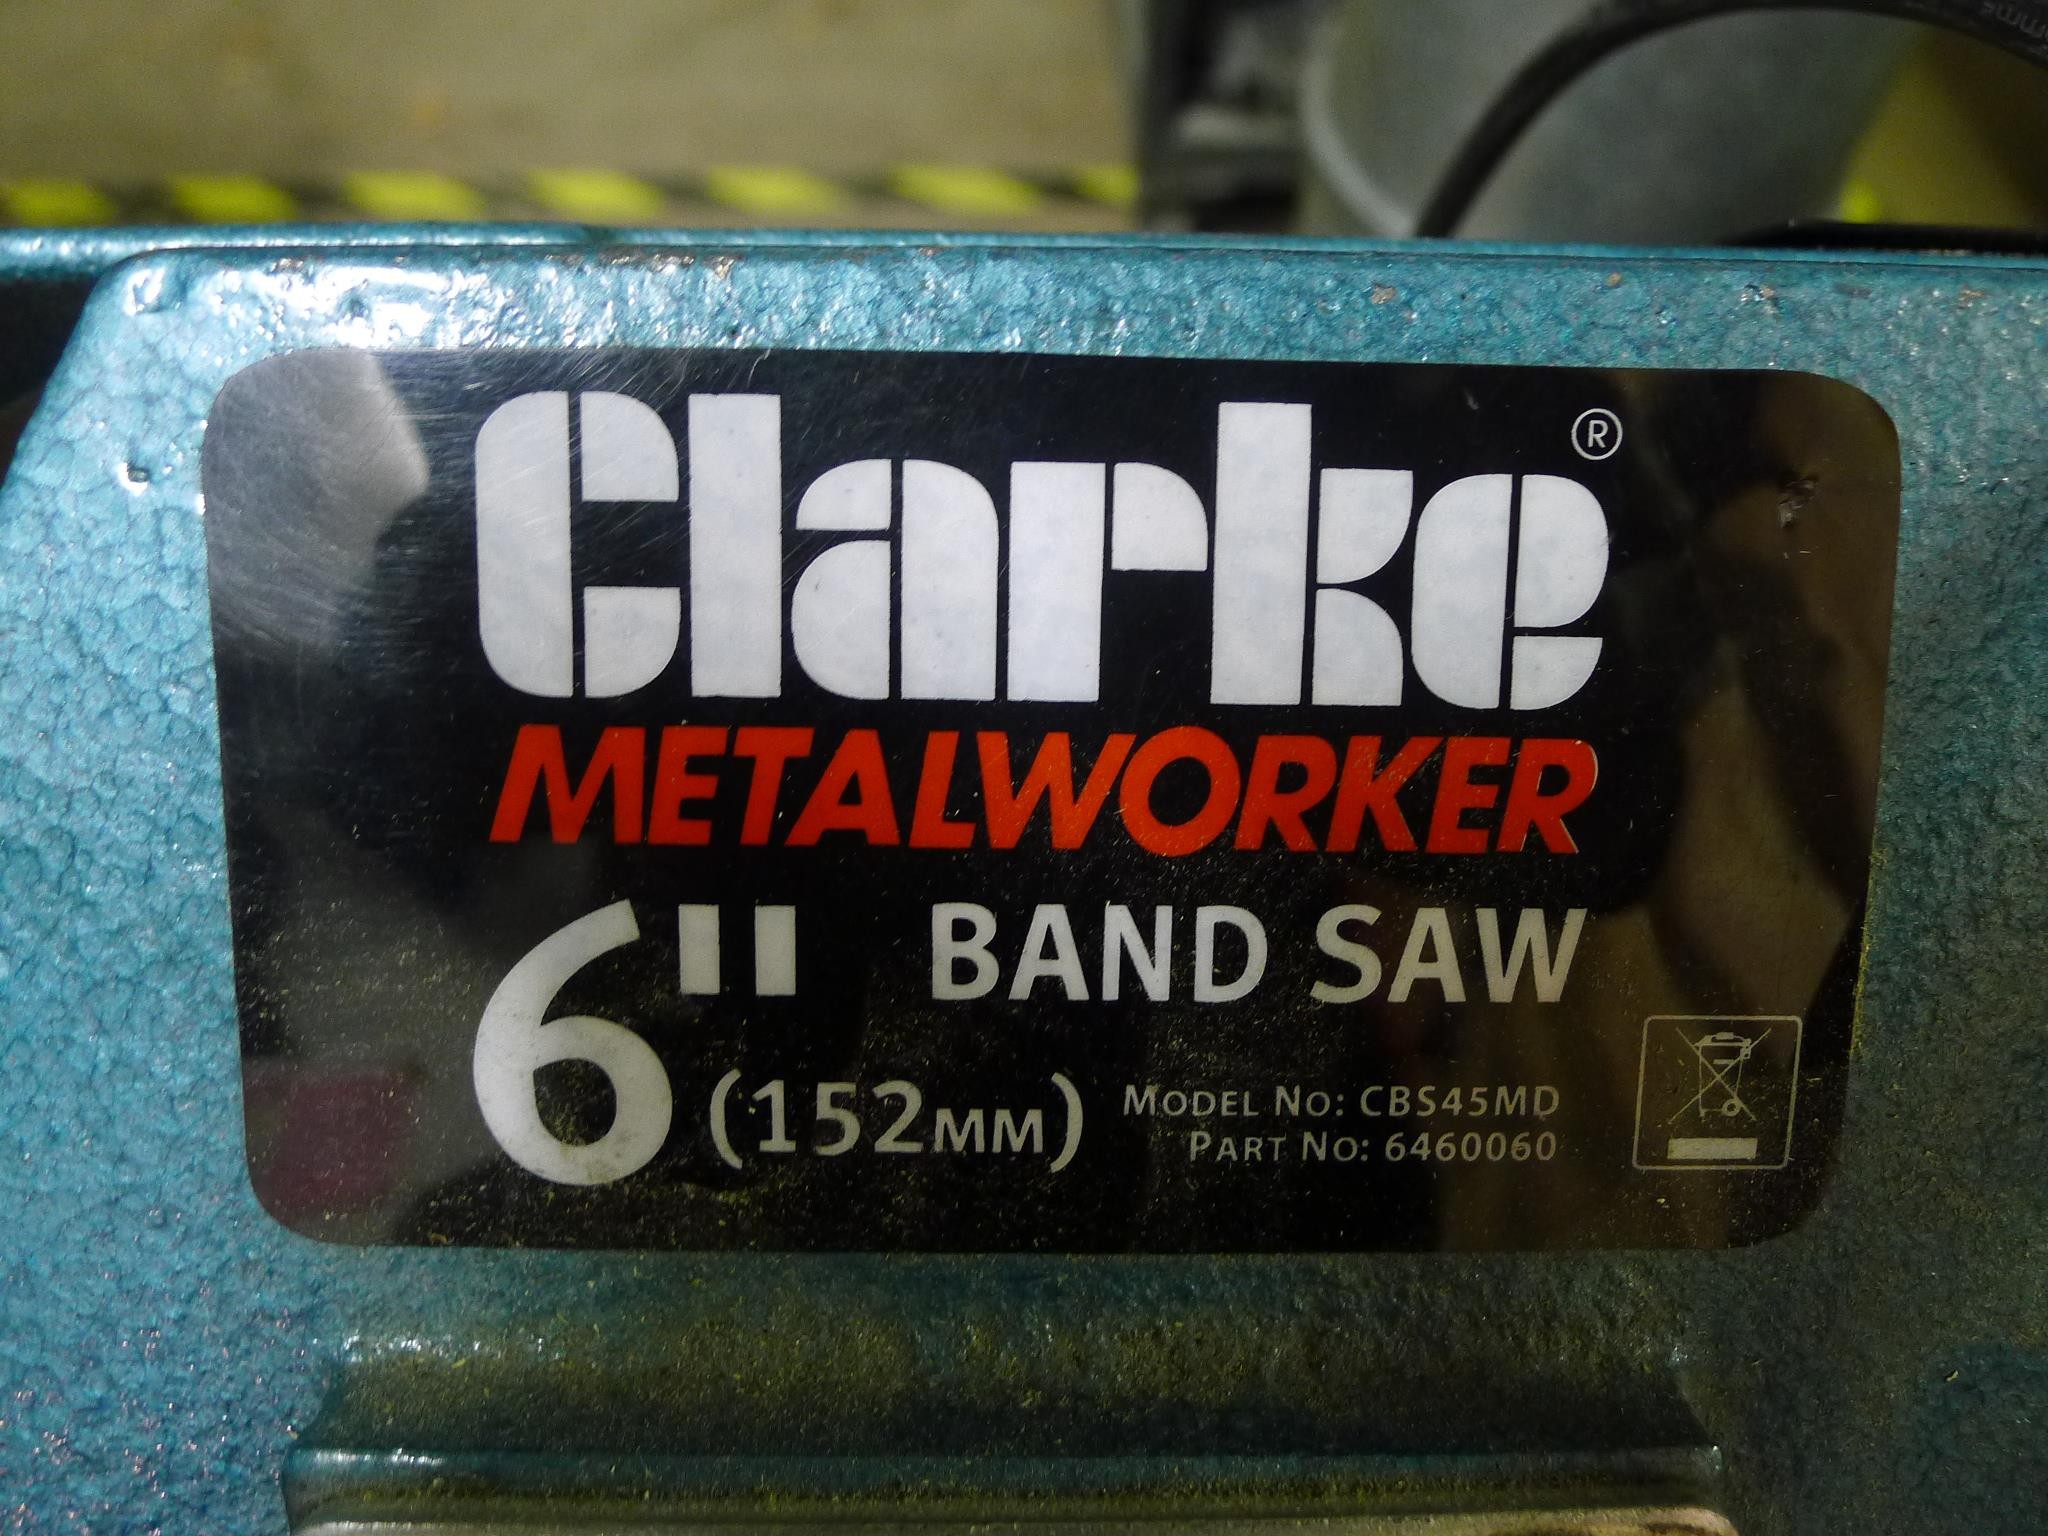 Clarke®
METALWORKER
6" BAND SAW
(152MM)
MODEL NO: CBS45MD
PART NO: 6460060